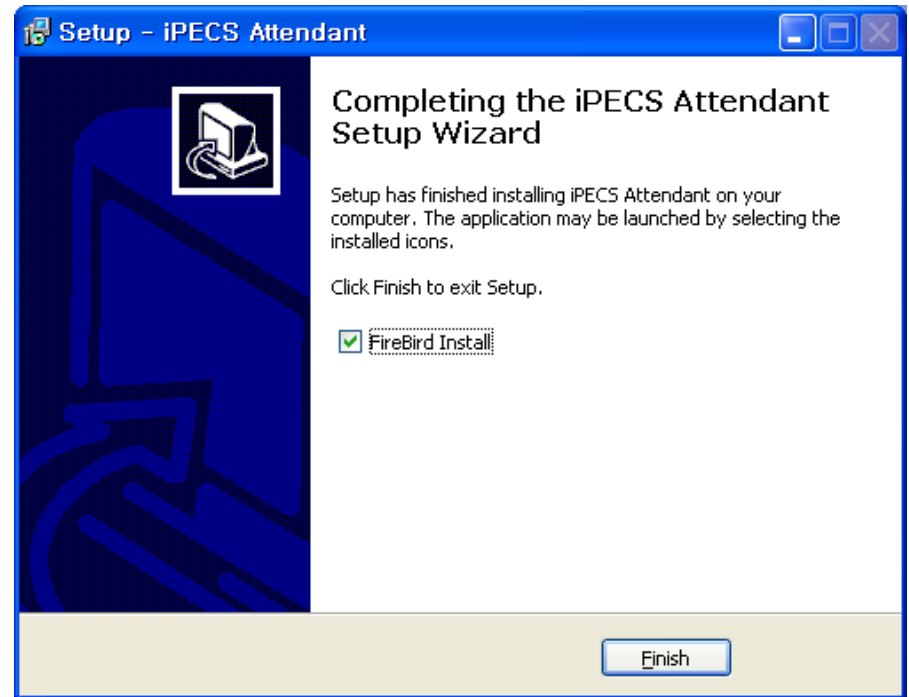 Setup - iPECS Attendant
Completing the iPECS Attendant
Setup Wizard
Setup has finished installing iPECS Attendant on your
computer. The application may be launched by selecting the
installed icons.
Click Finish to exit Setup.
FireBird Install
Finish